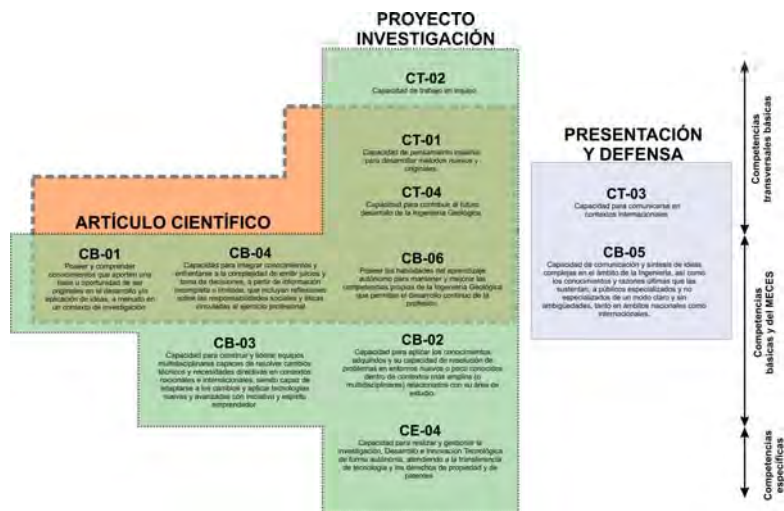 PROYECTO
INVESTIGACIÓN
CT-02
Capacidad de trabajo en equipo
CT-01
Capacidad de pensamiento creativo
para desarrollar métodos nuevos y
originales.
CT-04
Capacidad para contribuir al futuro
desarrollo de la Ingeniería Geológica
PRESENTACIÓN
Y DEFENSA
CT-03
Capacidad para comunicarse en
contextos internacionales
CB-05
Capacidad de comunicación y síntesis de ideas
complejas en el ámbito de la Ingeniería, así como
los conocimientos y razones últimas que las
sustentan, a públicos especializados y no
especializados de un modo claro y sin
ambigüedades, tanto en ámbitos nacionales como
internacionales.
ARTÍCULO CIENTÍFICO
CB-01
Poseer y comprender
conocimientos que aporten una
base u oportunidad de ser
originales en el desarrollo y/o
aplicación de ideas, a menudo en
un contexto de investigación
CB-04
Capacidad para integrar conocimientos y
enfrentarse a la complejidad de emitir juicios y
toma de decisiones, a partir de información
incompleta o limitada, que incluyan reflexiones
sobre las responsabilidades sociales y éticas
vinculadas al ejercicio profesional
CB-06
Poseer las habilidades del aprendizaje
autónomo para mantener y mejorar las
competencias propias de la Ingeniería Geológica
que permitan el desarrollo continuo de la
profesión.
CB-03
Capacidad para construir y liderar equipos
multidisciplinares capaces de resolver cambios
técnicos y necesidades directivas en contextos
nacionales e internacionales, siendo capaz de
adaptarse a los cambios y aplicar tecnologías
nuevas y avanzadas con iniciativo y espíritu
emprendedor
CB-02
Capacidad para aplicar los conocimientos
adquiridos y su capacidad de resolución de
problemas en entornos nuevos o poco conocidos
dentro de contextos más amplios (o
multidisciplinares) relacionados con su área de
estudio.
CE-04
Capacidad para realizar y gestionar la
Investigación, Desarrollo e Innovación Tecnológica
de forma autónoma, atendiendo a la transferencia
de tecnología y los derechos de propiedad y de
patentes
Competencias
transversales básicas
Competencias
básicas y del MECES
Competencias
específicas